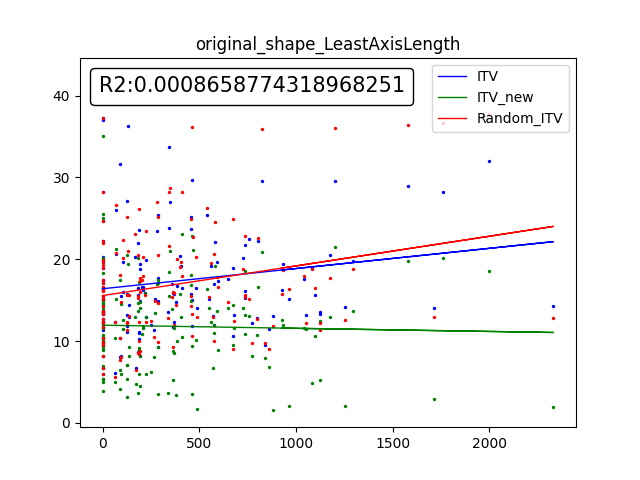 original_shape_LeastAxisLength
R2:0.0008658774318968251
ITV
ITV_new
Random_ITV
40
30
20
10
0
0 500 1000 1500 2000